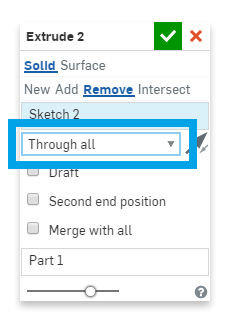 Extrude 2
Solid Surface
New Add Remove Intersect
Sketch 2
Through all
Draft
Second end position
Merge with all
Part 1
?